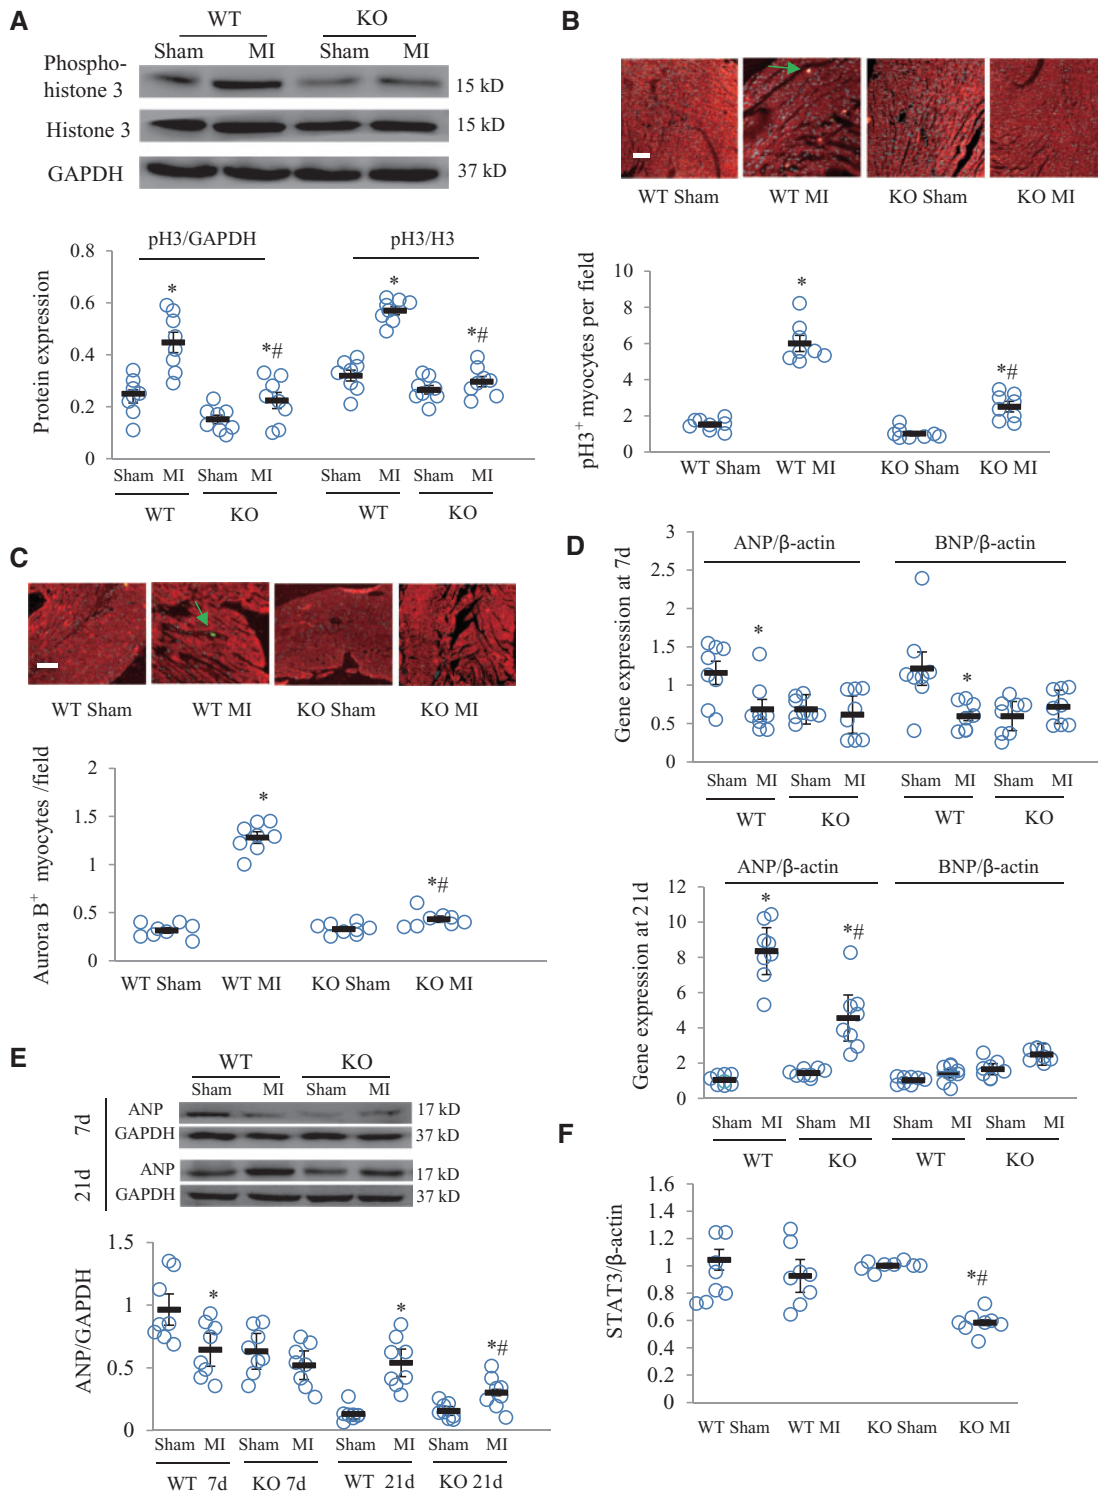 A
WT KO
Sham MI Sham MI
Phospho-
histone 3 15 kD
Histone 3 15 kD
GAPDH 37 kD
pH3/GAPDH pH3/H3
Protein expression
0.8
0.6
0.4
0.2
0
* *# * *#
Sham MI Sham MI Sham MI Sham MI
WT KO WT KO
B
WT Sham WT MI KO Sham KO MI
pH3+ myocytes per field
10
8
6
4
2
0
* *#
WT Sham WT MI KO Sham KO MI
C
WT Sham WT MI KO Sham KO MI
Aurora B+ myocytes /field
2
1.5
1
0.5
0
* *#
WT Sham WT MI KO Sham KO MI
D
ANP/β-actin BNP/β-actin
Gene expression at 7d
3
2.5
2
1.5
1
0.5
0
* *
Sham MI Sham MI Sham MI Sham MI
WT KO WT KO
ANP/β-actin BNP/β-actin
Gene expression at 21d
12
10
8
6
4
2
0
* *#
Sham MI Sham MI Sham MI Sham MI
WT KO WT KO
E
WT KO
Sham MI Sham MI
7d
ANP 17 kD
GAPDH 37 kD
21d
ANP 17 kD
GAPDH 37 kD
ANP/GAPDH
1.5
1
0.5
0
* * *#
Sham MI Sham MI Sham MI Sham MI
WT 7d KO 7d WT 21d KO 21d
F
STAT3/β-actin
1.6
1.4
1.2
1
0.8
0.6
0.4
0.2
0
*#
WT Sham WT MI KO Sham KO MI